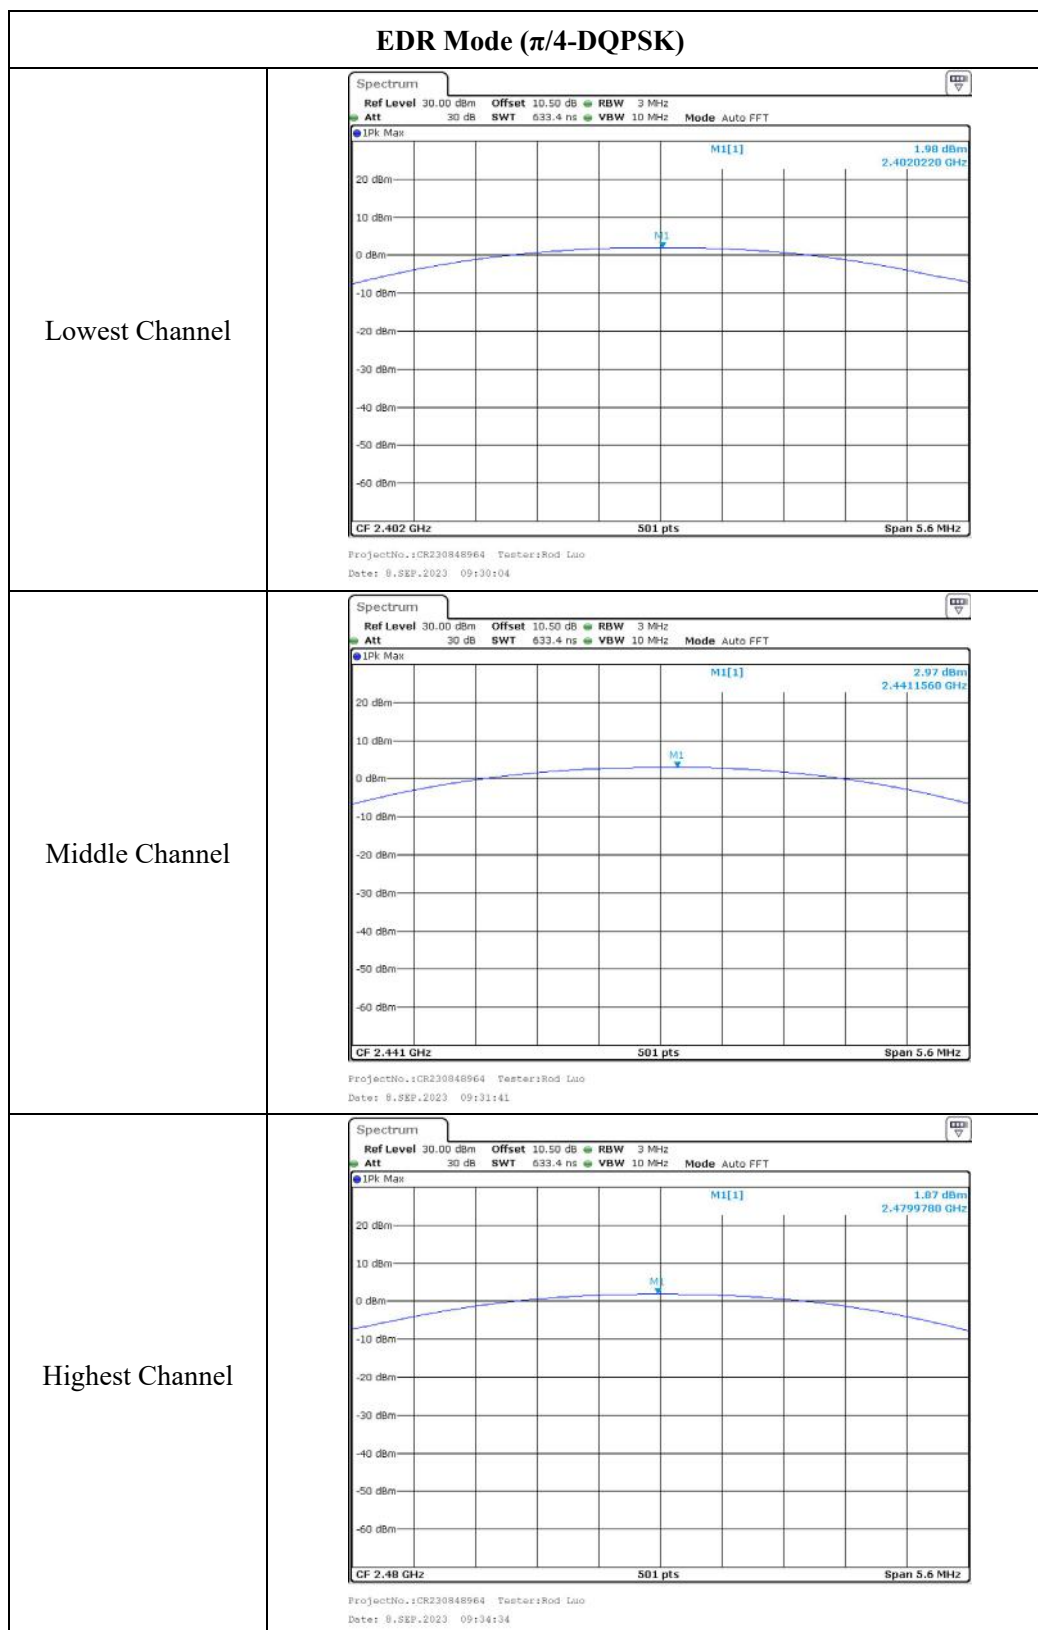 EDR Mode (π/4-DQPSK)
Lowest Channel
Spectrum
Ref Level 30.00 dBm Offset 10.50 dB RBW 3 MHz
Att 30 dB SWT 633.4 ns VBW 10 MHz Mode Auto FFT
1Pk Max
M1[1] 1.98 dBm
2.4020220 GHz
20 dBm
10 dBm
M1
0 dBm
-10 dBm
-20 dBm
-30 dBm
-40 dBm
-50 dBm
-60 dBm
CF 2.402 GHz 501 pts Span 5.6 MHz
ProjectNo.:CR230848964 Tester:Rod Luo
Date: 8.SEP.2023 09:30:04
Middle Channel
Spectrum
Ref Level 30.00 dBm Offset 10.50 dB RBW 3 MHz
Att 30 dB SWT 633.4 ns VBW 10 MHz Mode Auto FFT
1Pk Max
M1[1] 2.97 dBm
2.4411560 GHz
20 dBm
10 dBm
M1
0 dBm
-10 dBm
-20 dBm
-30 dBm
-40 dBm
-50 dBm
-60 dBm
CF 2.441 GHz 501 pts Span 5.6 MHz
ProjectNo.:CR230848964 Tester:Rod Luo
Date: 8.SEP.2023 09:31:41
Highest Channel
Spectrum
Ref Level 30.00 dBm Offset 10.50 dB RBW 3 MHz
Att 30 dB SWT 633.4 ns VBW 10 MHz Mode Auto FFT
1Pk Max
M1[1] 1.87 dBm
2.4799780 GHz
20 dBm
10 dBm
M1
0 dBm
-10 dBm
-20 dBm
-30 dBm
-40 dBm
-50 dBm
-60 dBm
CF 2.48 GHz 501 pts Span 5.6 MHz
ProjectNo.:CR230848964 Tester:Rod Luo
Date: 8.SEP.2023 09:34:34